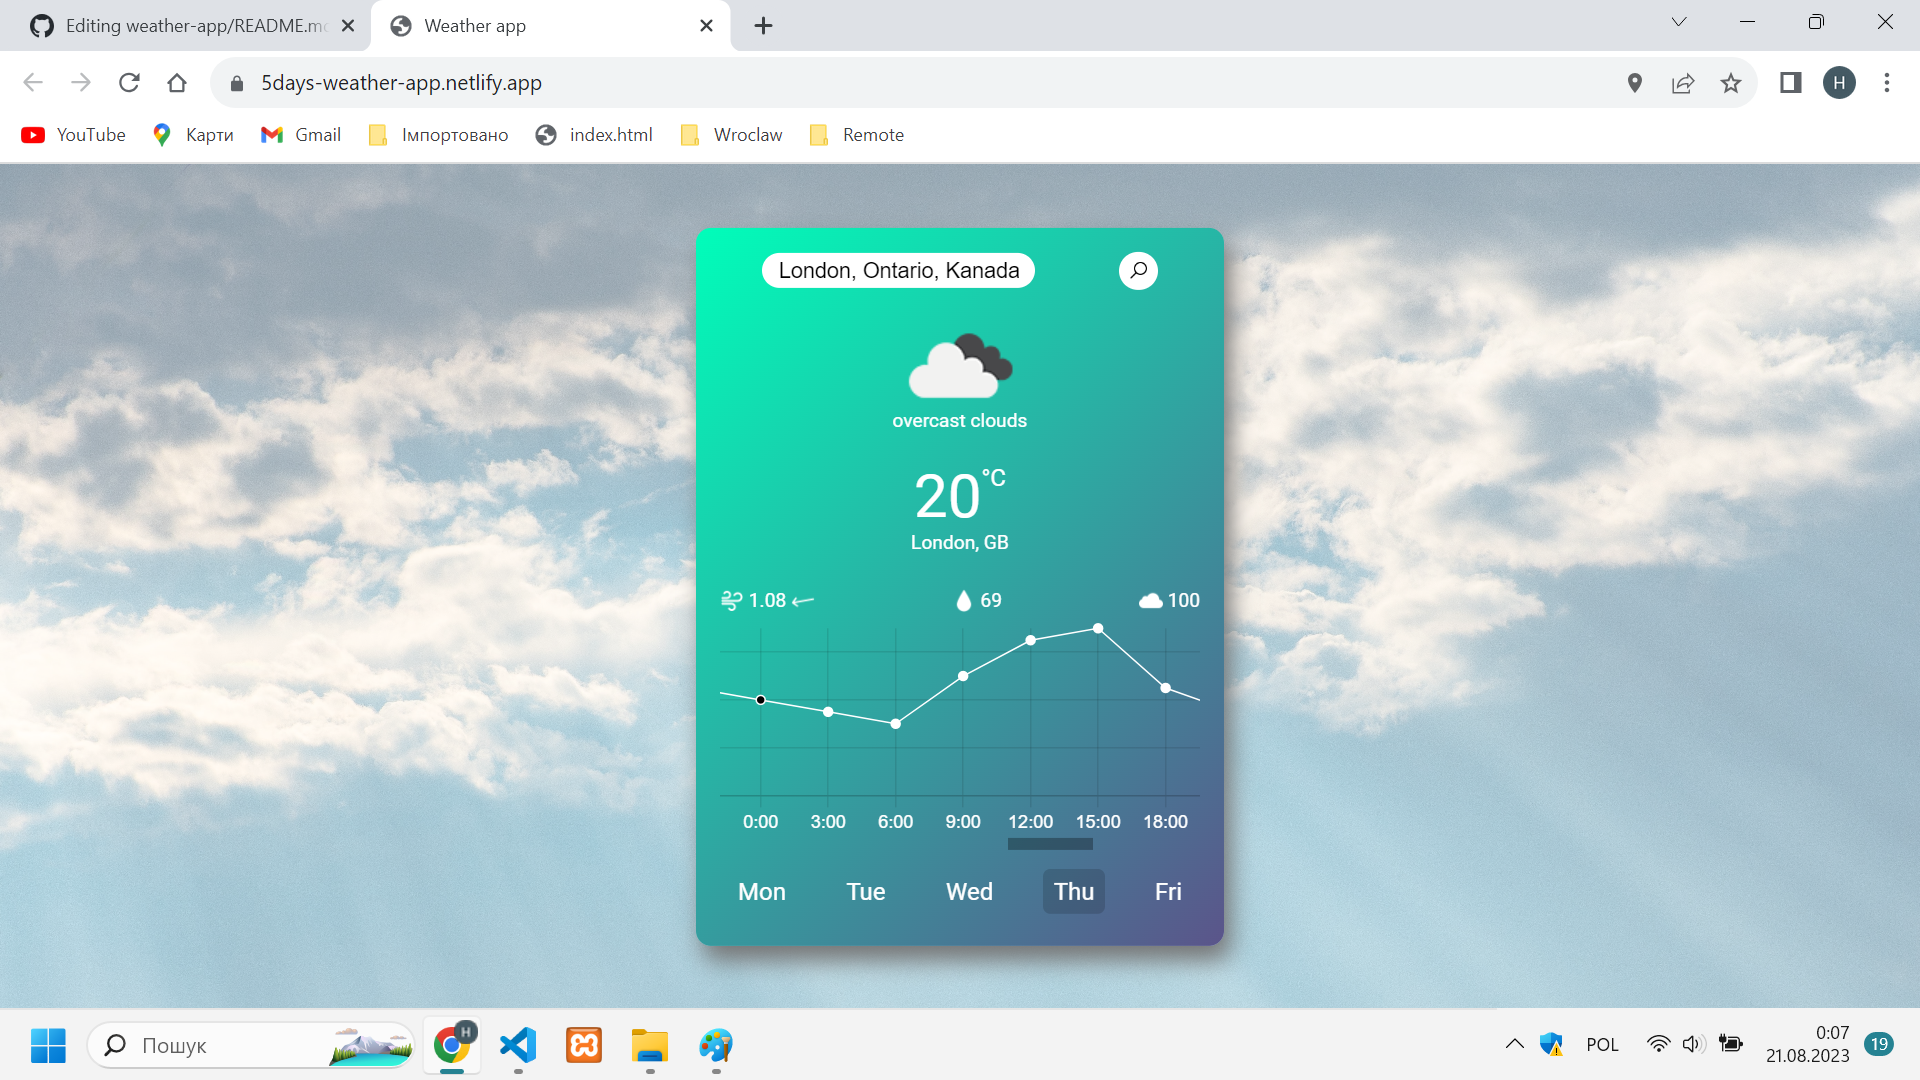 Editing weather-app/README.mc
Weather app
5days-weather-app.netlify.app
H
YouTube
Карти
Gmail
Імпортовано
index.html
Wroclaw
Remote
London, Ontario, Kanada
overcast clouds
20°C
London, GB
1.08 69 100
0:00 3:00 6:00 9:00 12:00 15:00 18:00
Mon Tue Wed Thu Fri
Пошук
H
POL
0:07
21.08.2023
19